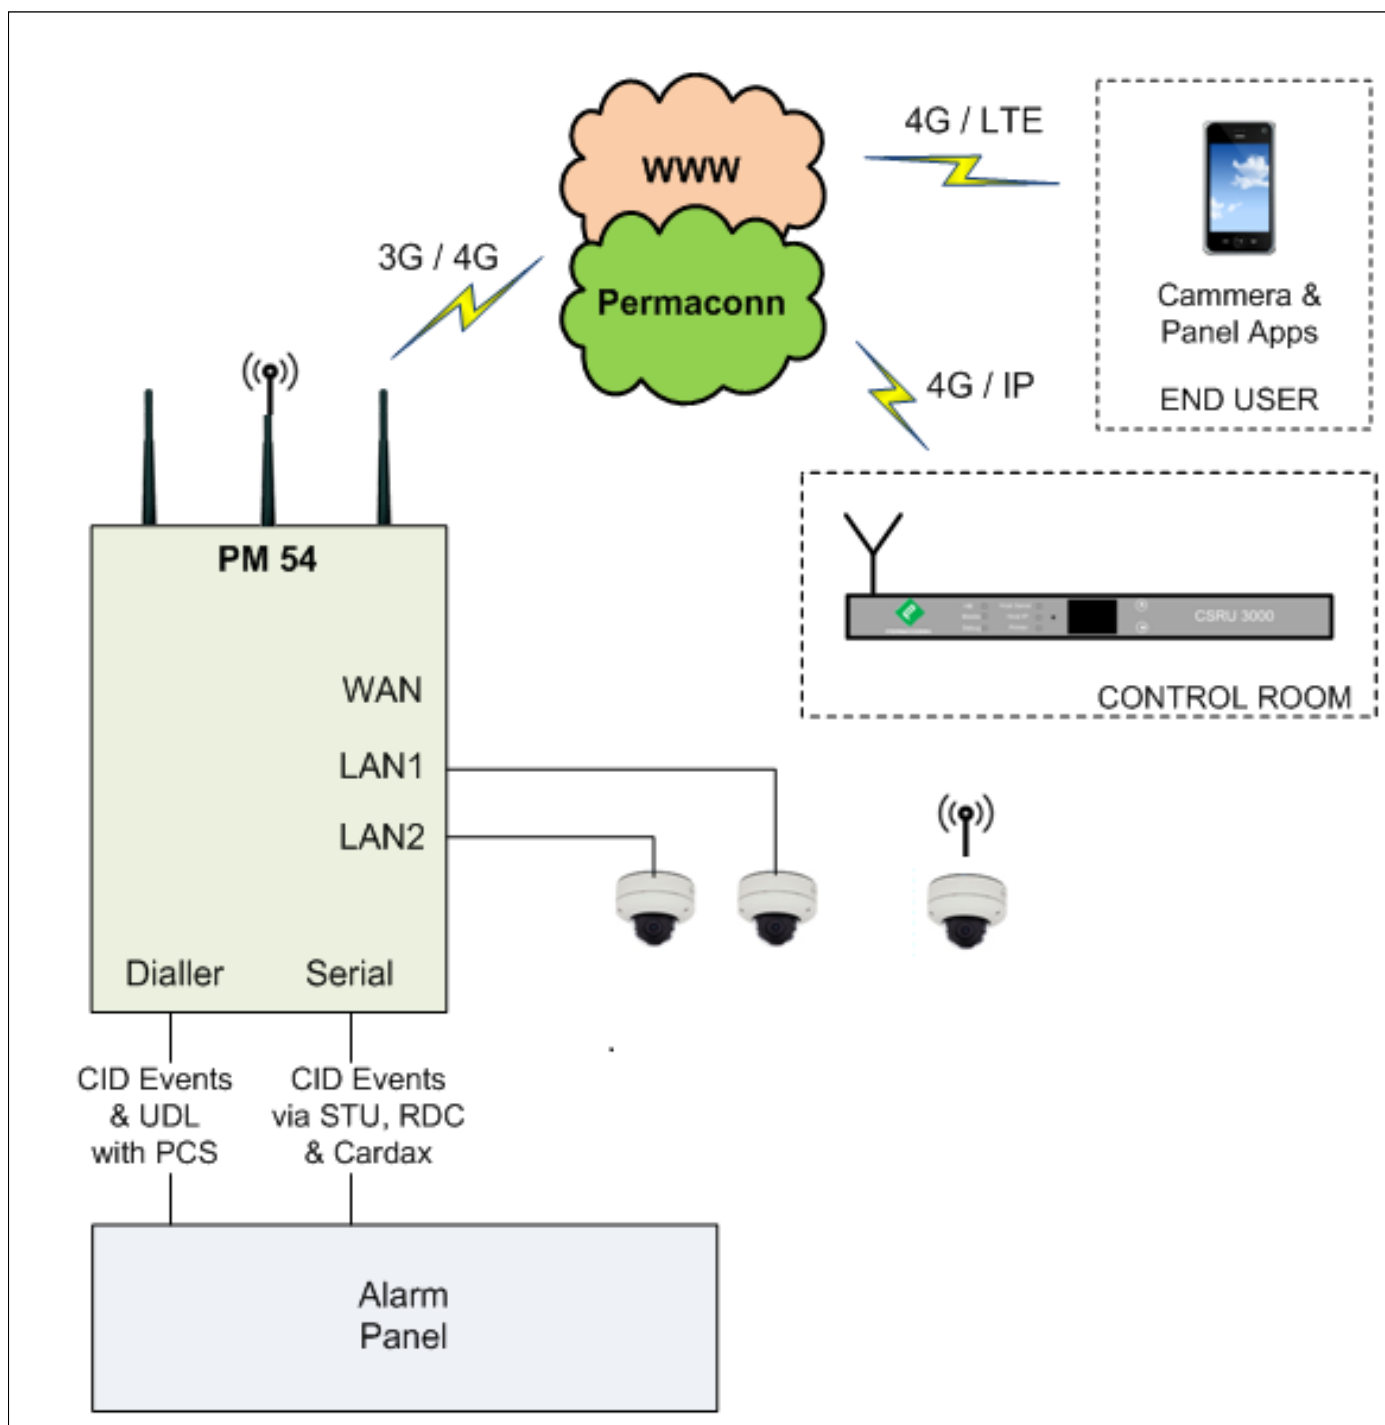 WWW
4G / LTE
3G / 4G
Permaconn
Cammera &
Panel Apps
END USER
4G / IP
PM 54
CSRU 3000
CONTROL ROOM
WAN
LAN1
LAN2
Dialler
Serial
CID Events
& UDL
with PCS
CID Events
via STU, RDC
& Cardax
Alarm
Panel